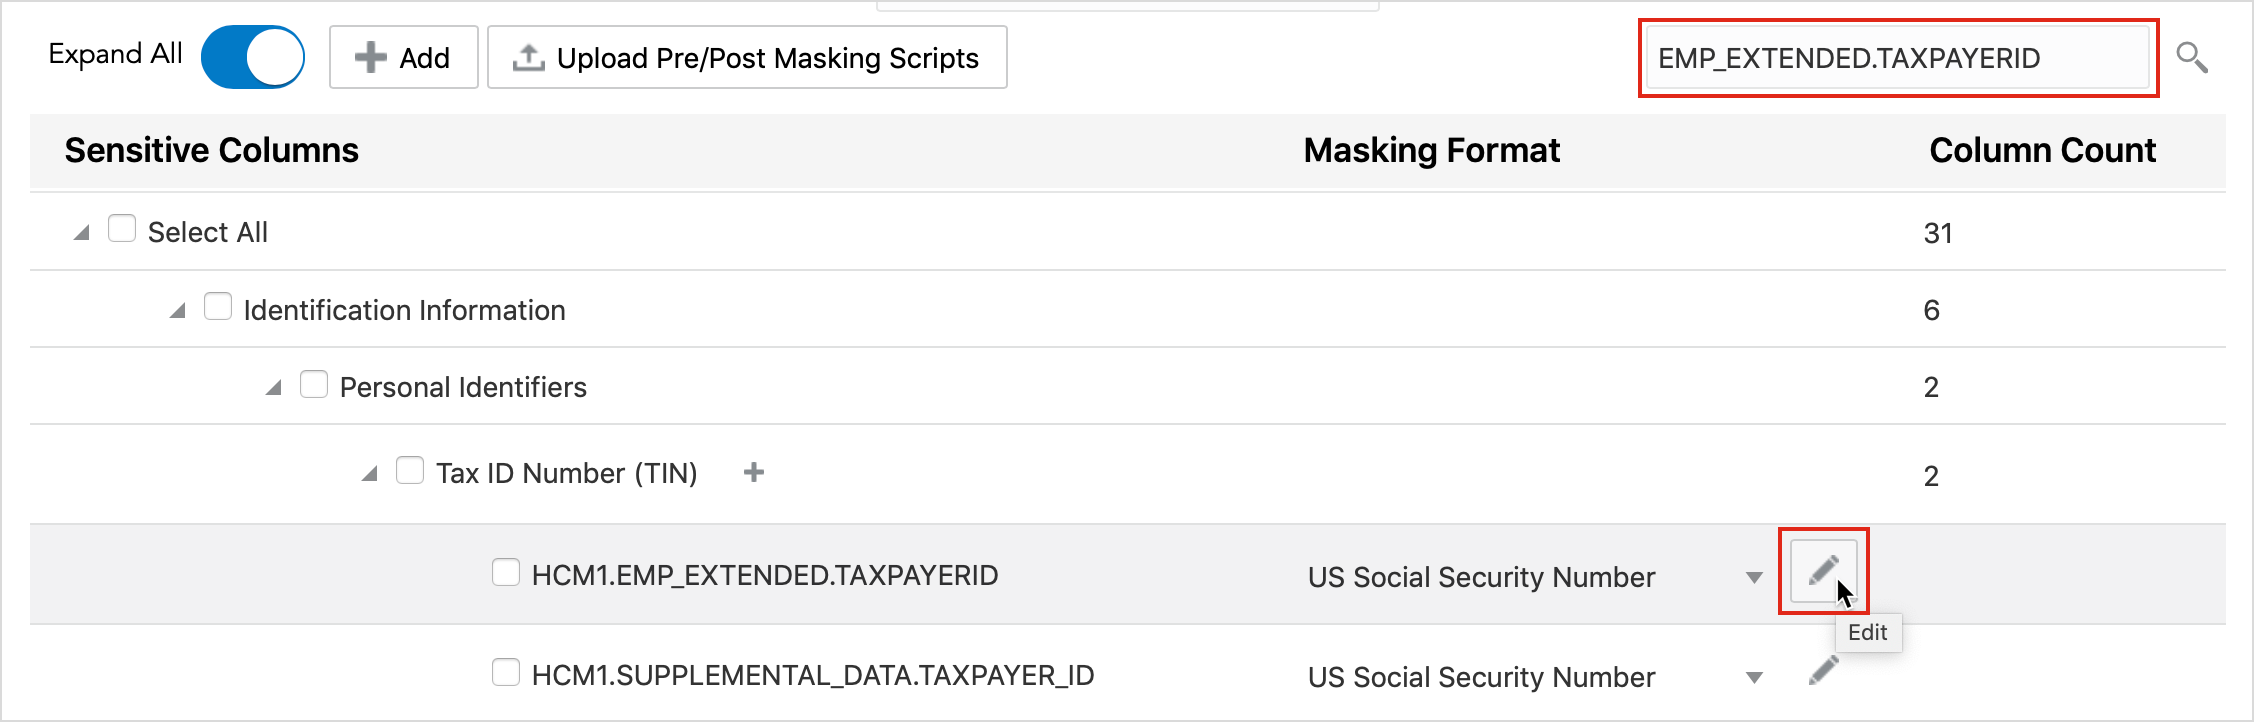 Expand All Add Upload Pre/Post Masking Scripts EMP_EXTENDED.TAXPAYERID
Sensitive Columns Masking Format Column Count
Select All 31
Identification Information 6
Personal Identifiers 2
Tax ID Number (TIN) 2
HCM1.EMP_EXTENDED.TAXPAYERID US Social Security Number
Edit
HCM1.SUPPLEMENTAL_DATA.TAXPAYER_ID US Social Security Number